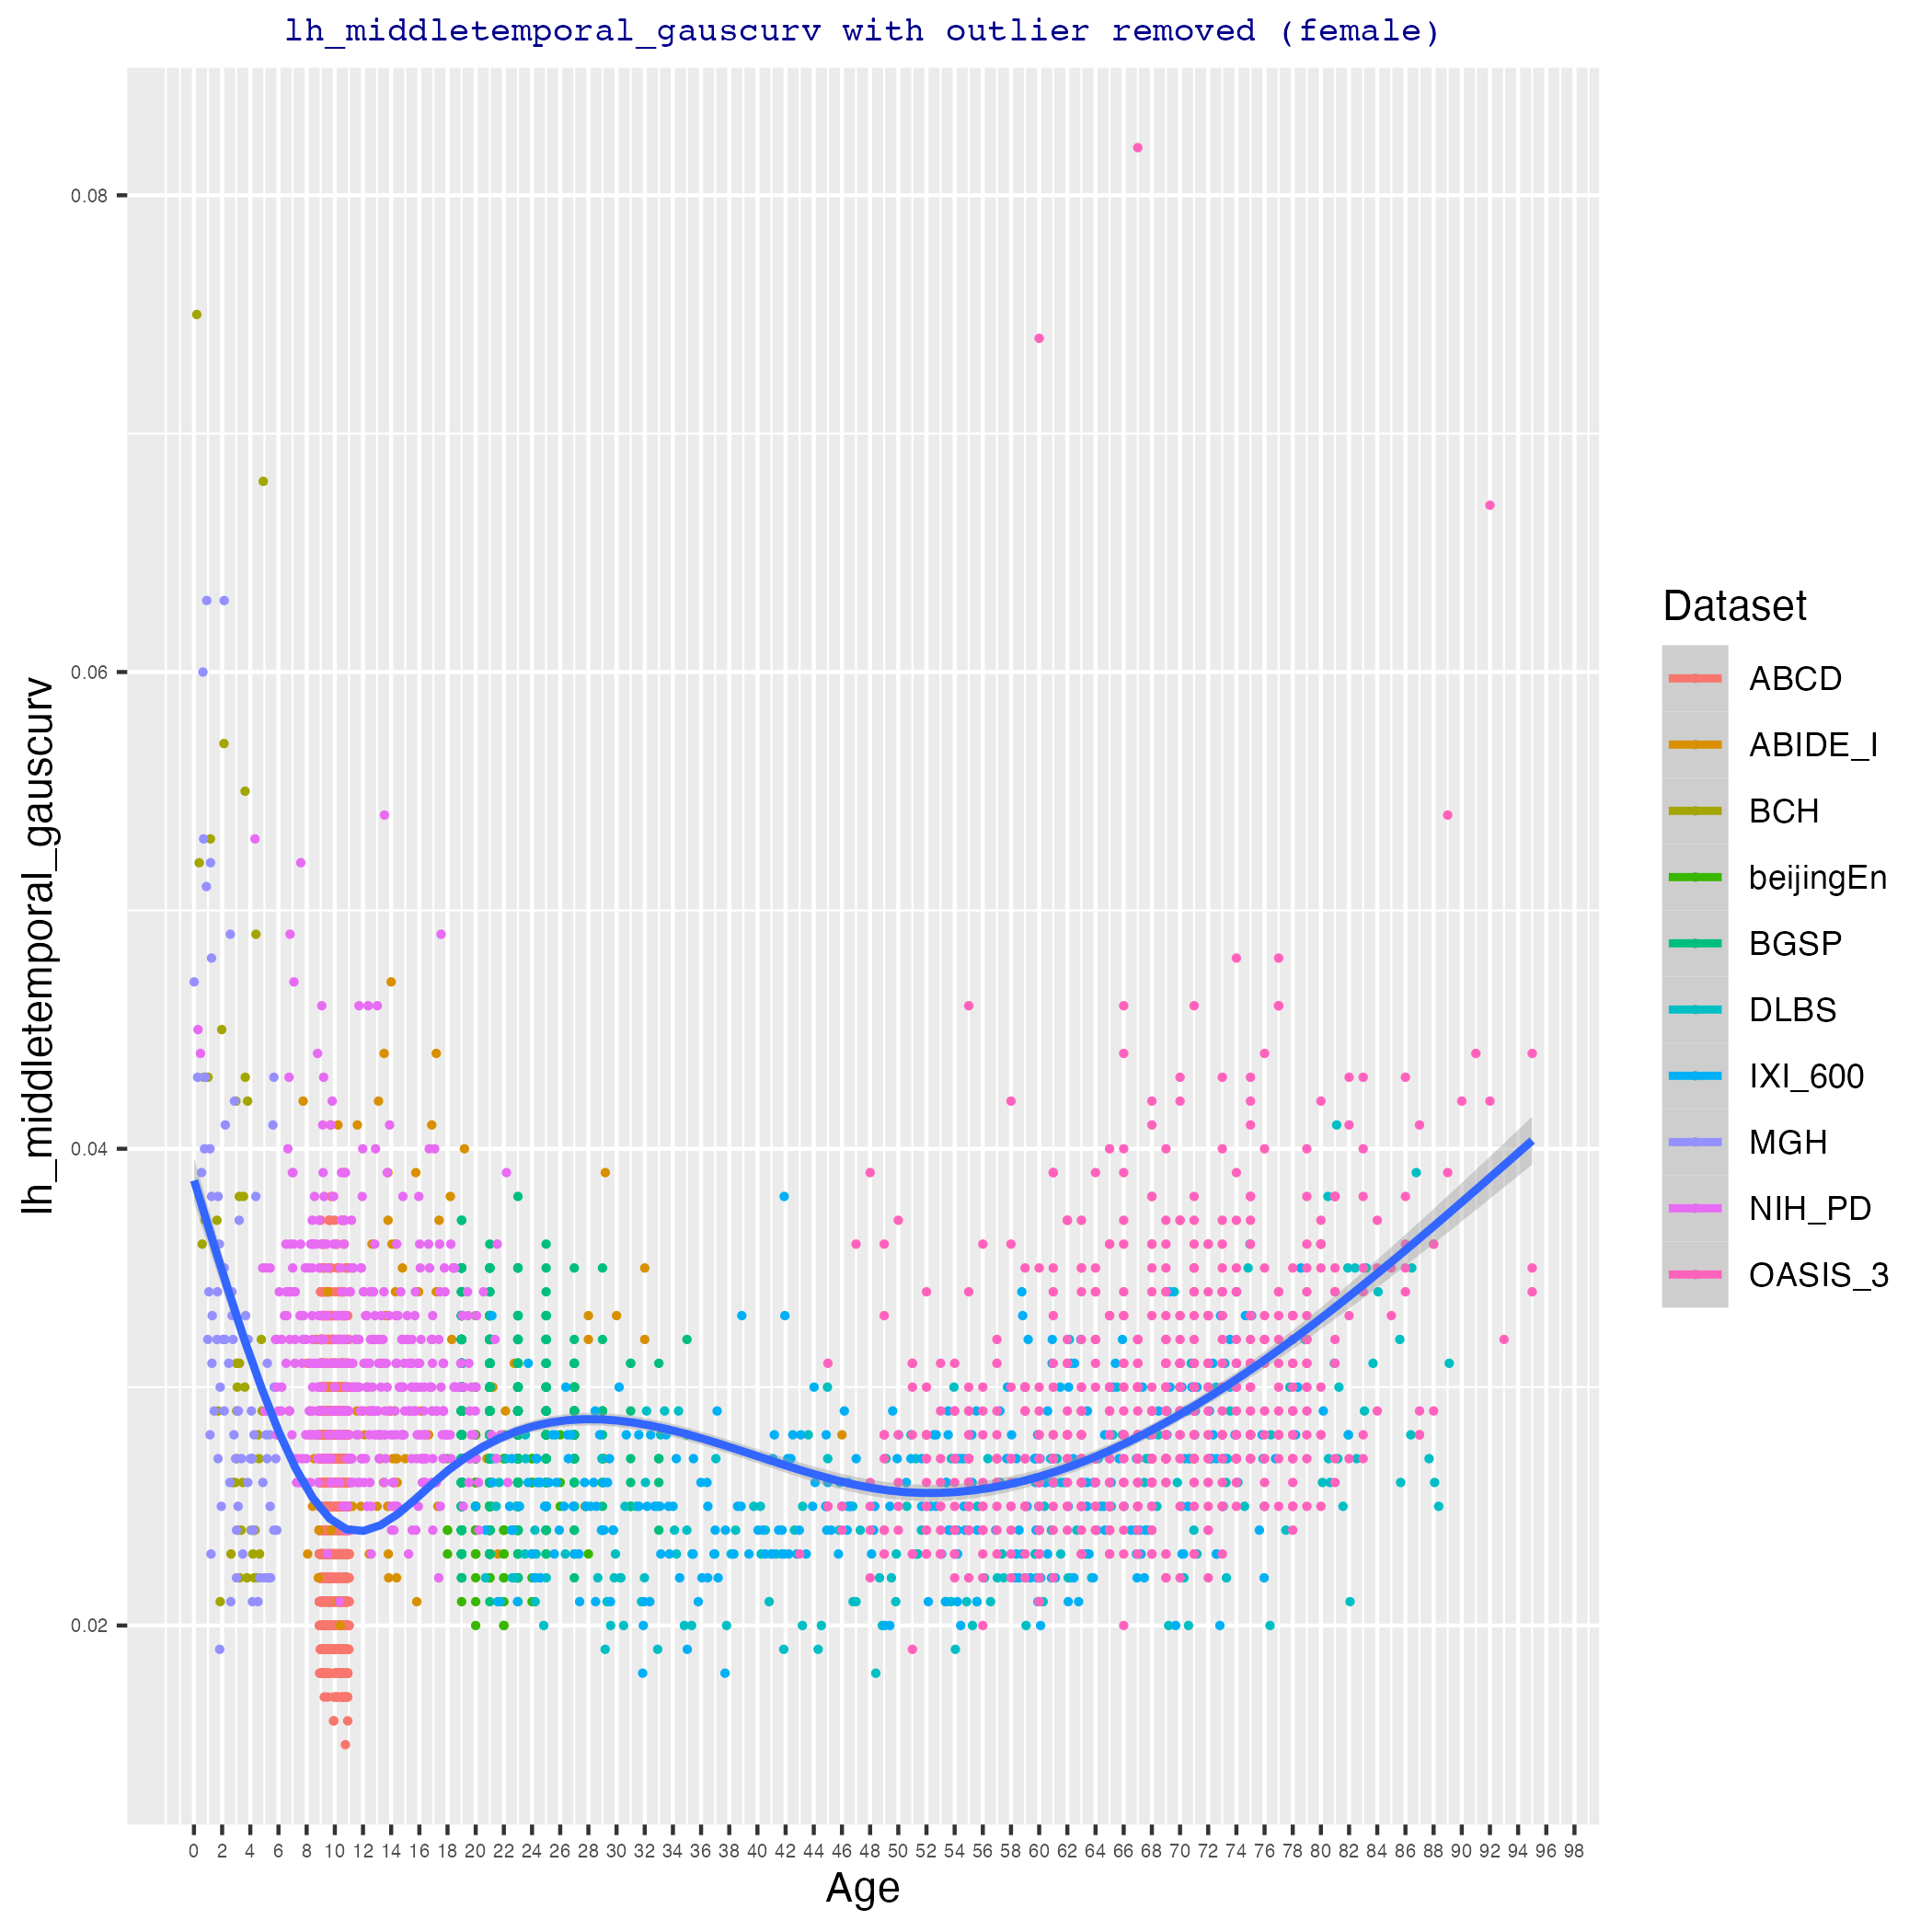 lh_middletemporal_gauscurv with outlier removed (female)
0.08
0.06
0.04
0.02
lh_middletemporal_gauscurv
0 2 4 6 8 10 12 14 16 18 20 22 24 26 28 30 32 34 36 38 40 42 44 46 48 50 52 54 56 58 60 62 64 66 68 70 72 74 76 78 80 82 84 86 88 90 92 94 96 98
Age
Dataset
ABCD
ABIDE_I
BCH
beijingEn
BGSP
DLBS
IXI_600
MGH
NIH_PD
OASIS_3